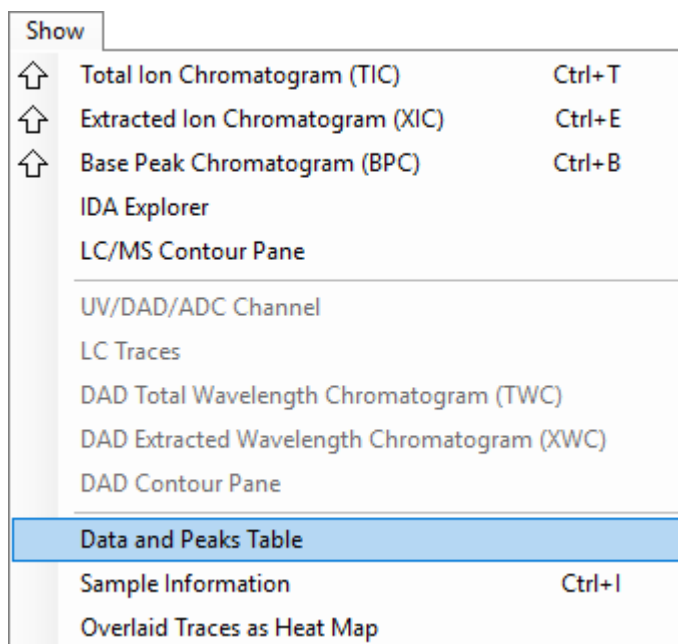 Show
Total Ion Chromatogram (TIC) Ctrl+T
Extracted Ion Chromatogram (XIC) Ctrl+E
Base Peak Chromatogram (BPC) Ctrl+B
IDA Explorer
LC/MS Contour Pane
UV/DAD/ADC Channel
LC Traces
DAD Total Wavelength Chromatogram (TWC)
DAD Extracted Wavelength Chromatogram (XWC)
DAD Contour Pane
Data and Peaks Table
Sample Information Ctrl+I
Overlaid Traces as Heat Map